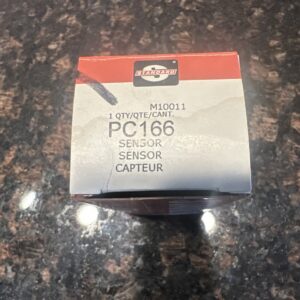 STANDARD
M10011
1 QTY/QTE/CANT.
PC166
SENSOR
SENSOR
CAPTEUR